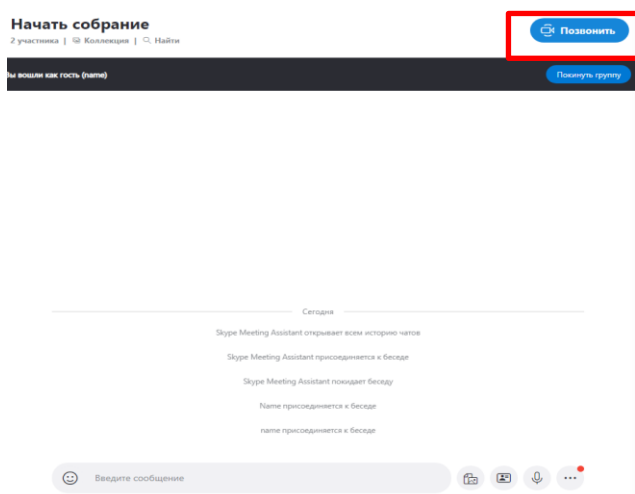 Начать собрание
Позвонить
2 участника | Коллекция | Найти
Вы вошли как гость (name)
Покинуть группу
Сегодня
Skype Meeting Assistant открывает всем историю чатов
Skype Meeting Assistant присоединяется к беседе
Skype Meeting Assistant покидает беседу
Name присоединяется к беседе
name присоединяется к беседе
Введите сообщение